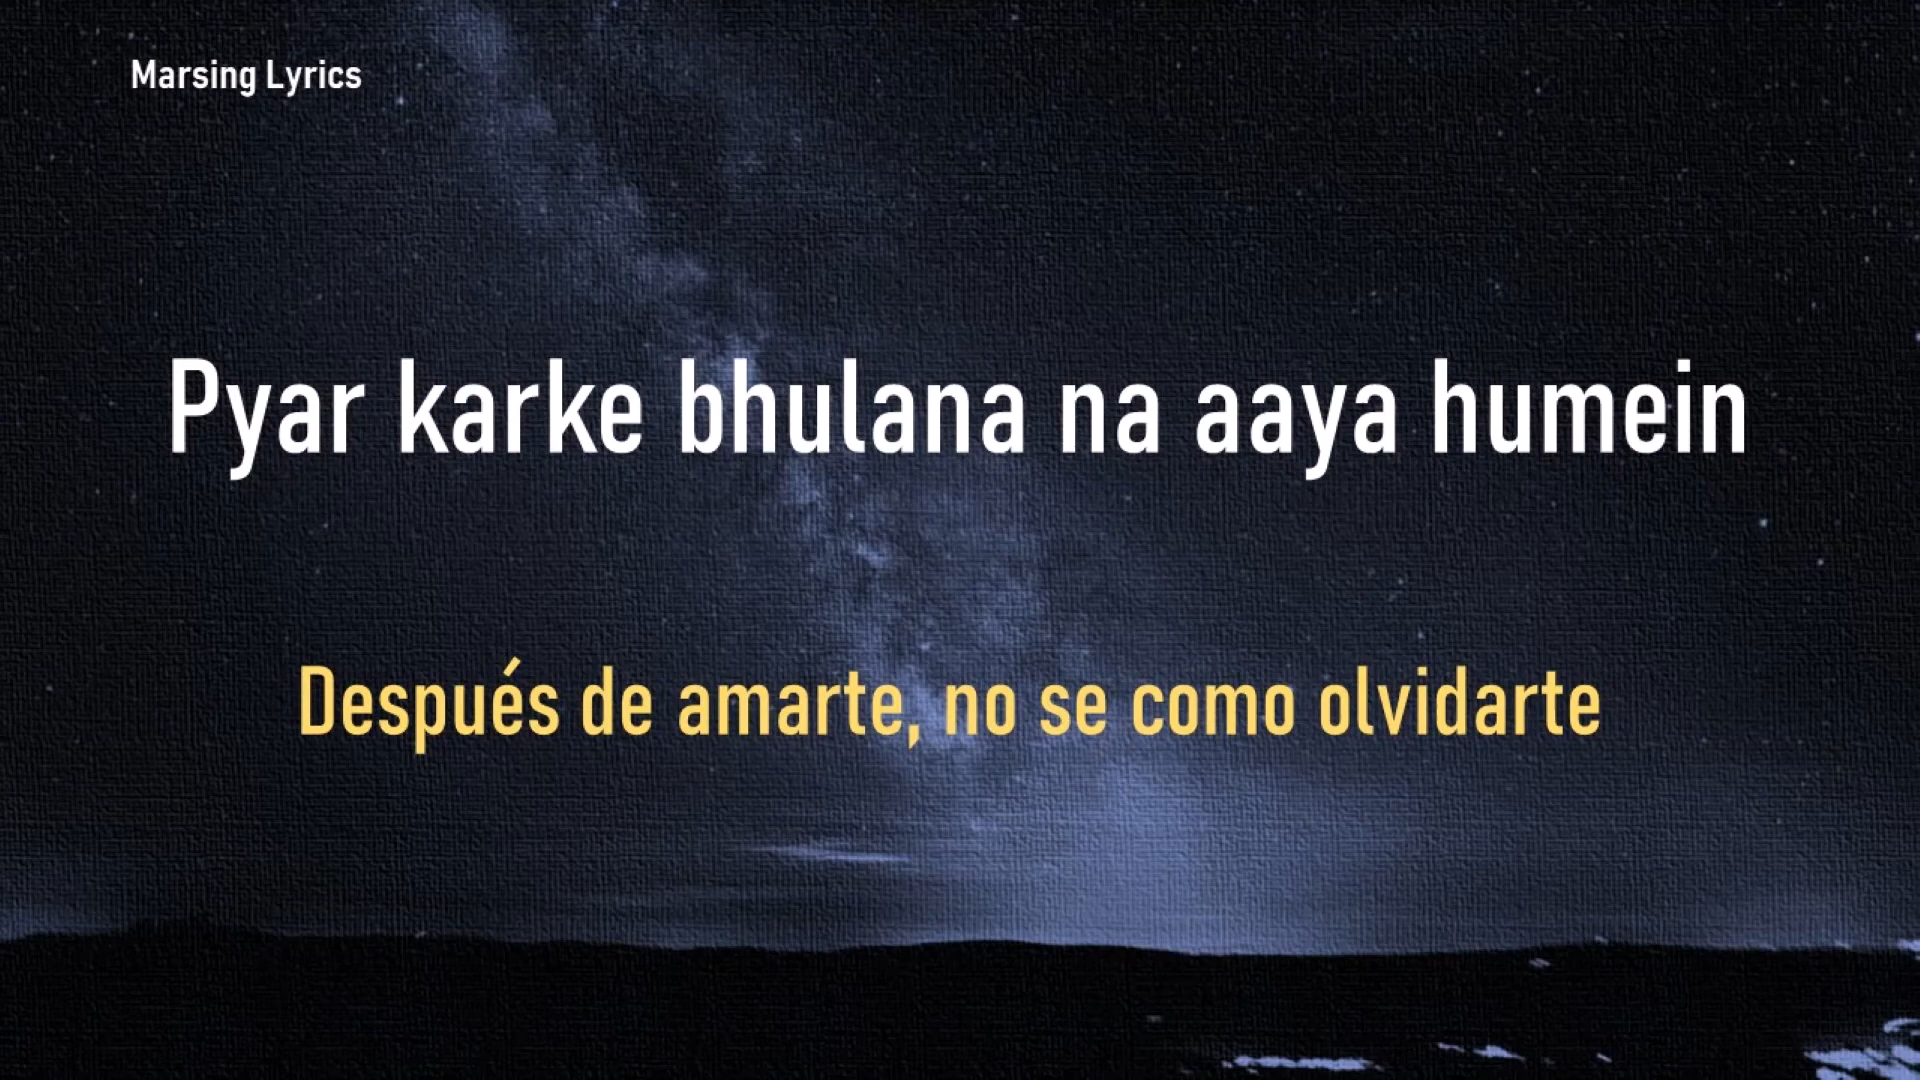 Marsing Lyrics
Pyar karke bhulana na aaya humein
Después de amarte, no se como olvidarte